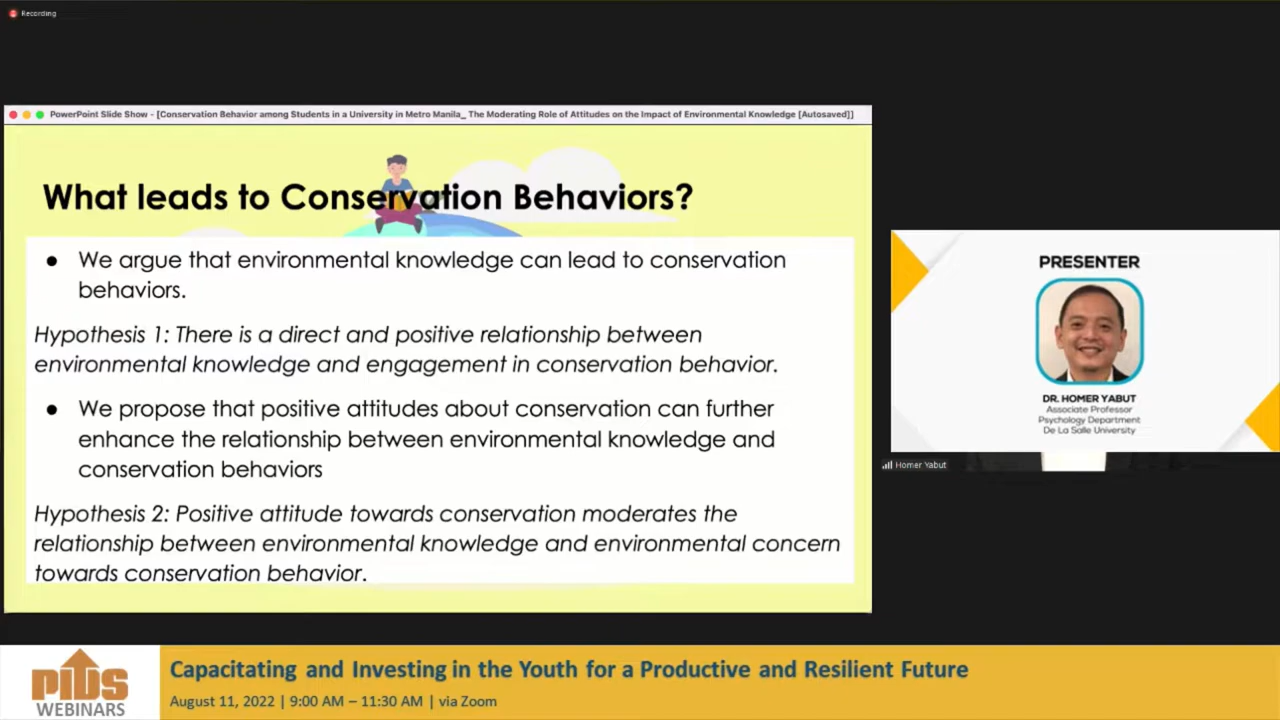 Recording
PowerPoint Slide Show - [Conservation Behavior among Students in a University in Metro Manila_ The Moderating Role of Attitudes on the Impact of Environmental Knowledge [Autosaved]]
What leads to Conservation Behaviors?
● We argue that environmental knowledge can lead to conservation
behaviors.
Hypothesis 1: There is a direct and positive relationship between
environmental knowledge and engagement in conservation behavior.
● We propose that positive attitudes about conservation can further
enhance the relationship between environmental knowledge and
conservation behaviors
Hypothesis 2: Positive attitude towards conservation moderates the
relationship between environmental knowledge and environmental concern
towards conservation behavior.
PRESENTER
DR. HOMER YABUT
Associate Professor
Psychology Department
De La Salle University
Homer Yabut
PIDS
WEBINARS
Capacitating and Investing in the Youth for a Productive and Resilient Future
August 11, 2022 | 9:00 AM – 11:30 AM | via Zoom